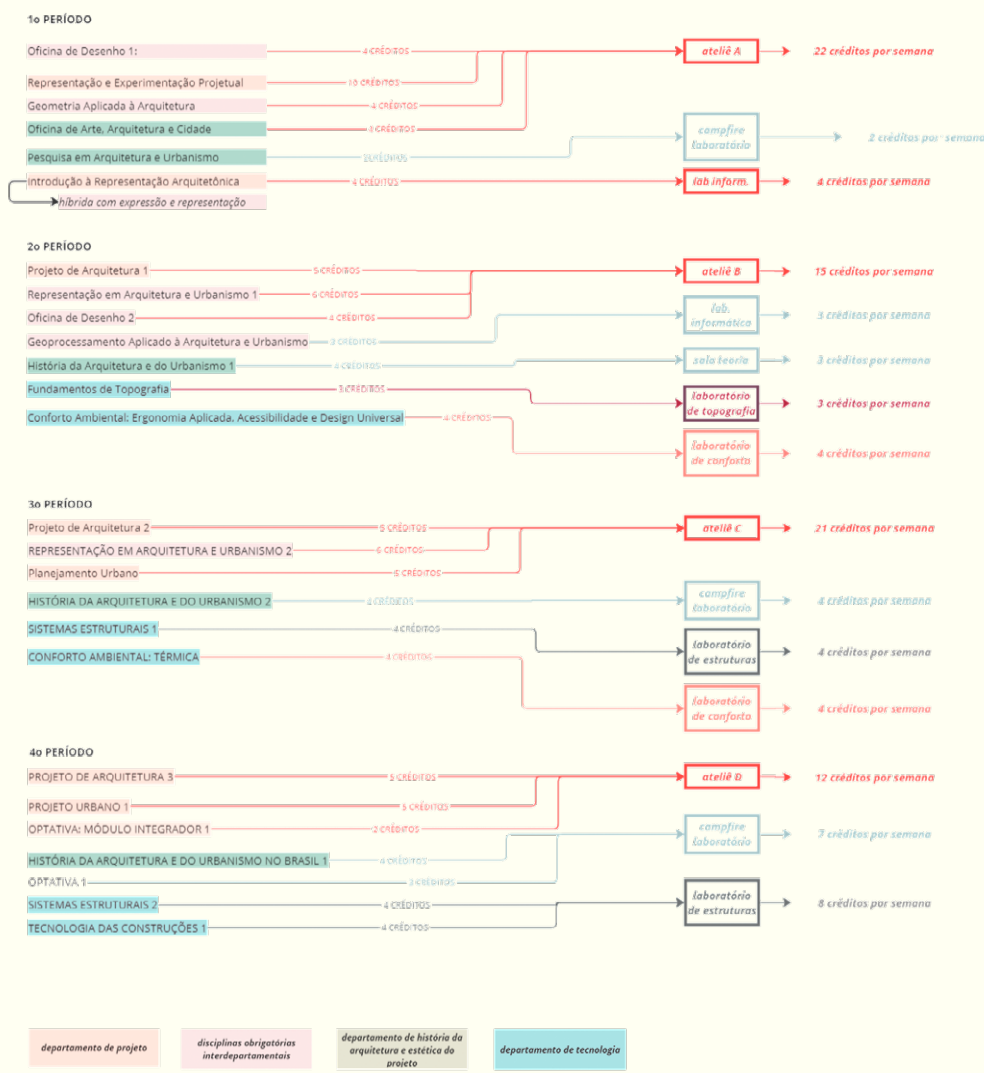 1o PERÍODO
Oficina de Desenho 1: 4 CRÉDITOS ateliê A 22 créditos por semana
Representação e Experimentação Projetual 10 CRÉDITOS
Geometria Aplicada à Arquitetura 4 CRÉDITOS
Oficina de Arte, Arquitetura e Cidade 4 CRÉDITOS
campfire
laboratório
2 créditos por semana
Pesquisa em Arquitetura e Urbanismo 2 CRÉDITOS
Introdução à Representação Arquitetônica 4 CRÉDITOS lab inform. 4 créditos por semana
híbrida com expressão e representação
2o PERÍODO
Projeto de Arquitetura 1 5 CRÉDITOS ateliê B 15 créditos por semana
Representação em Arquitetura e Urbanismo 1 6 CRÉDITOS
Oficina de Desenho 2 4 CRÉDITOS
lab.
informática
3 créditos por semana
Geoprocessamento Aplicado à Arquitetura e Urbanismo 3 CRÉDITOS
História da Arquitetura e do Urbanismo 1 4 CRÉDITOS sala teoria 3 créditos por semana
Fundamentos de Topografia 3 CRÉDITOS
laboratório
de topografia
3 créditos por semana
Conforto Ambiental: Ergonomia Aplicada, Acessibilidade e Design Universal 4 CRÉDITOS
laboratório
de conforto
4 créditos por semana
3o PERÍODO
Projeto de Arquitetura 2 5 CRÉDITOS ateliê C 21 créditos por semana
REPRESENTAÇÃO EM ARQUITETURA E URBANISMO 2 6 CRÉDITOS
Planejamento Urbano 5 CRÉDITOS
HISTÓRIA DA ARQUITETURA E DO URBANISMO 2 4 CRÉDITOS
campfire
laboratório
4 créditos por semana
SISTEMAS ESTRUTURAIS 1 4 CRÉDITOS
laboratório
de estruturas
4 créditos por semana
CONFORTO AMBIENTAL: TÉRMICA 4 CRÉDITOS
laboratório
de conforto
4 créditos por semana
4o PERÍODO
PROJETO DE ARQUITETURA 3 5 CRÉDITOS ateliê D 12 créditos por semana
PROJETO URBANO 1 5 CRÉDITOS
OPTATIVA: MÓDULO INTEGRADOR 1 2 CRÉDITOS
campfire
laboratório
7 créditos por semana
HISTÓRIA DA ARQUITETURA E DO URBANISMO NO BRASIL 1 4 CRÉDITOS
OPTATIVA 1 3 CRÉDITOS
SISTEMAS ESTRUTURAIS 2 4 CRÉDITOS
laboratório
de estruturas
8 créditos por semana
TECNOLOGIA DAS CONSTRUÇÕES 1 4 CRÉDITOS
departamento de projeto
disciplinas obrigatórias
interdepartamentais
departamento de história da
arquitetura e estética do
projeto
departamento de tecnologia